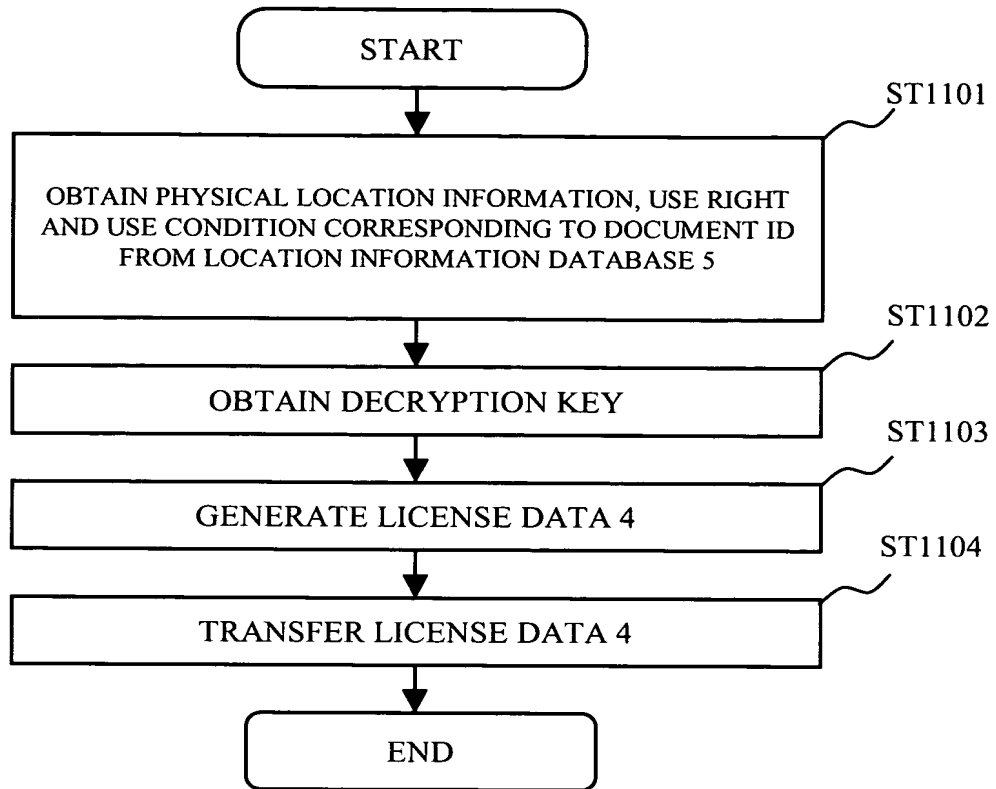 START
ST1101
OBTAIN PHYSICAL LOCATION INFORMATION, USE RIGHT
AND USE CONDITION CORRESPONDING TO DOCUMENT ID
FROM LOCATION INFORMATION DATABASE 5
ST1102
OBTAIN DECRYPTION KEY
ST1103
GENERATE LICENSE DATA 4
ST1104
TRANSFER LICENSE DATA 4
END